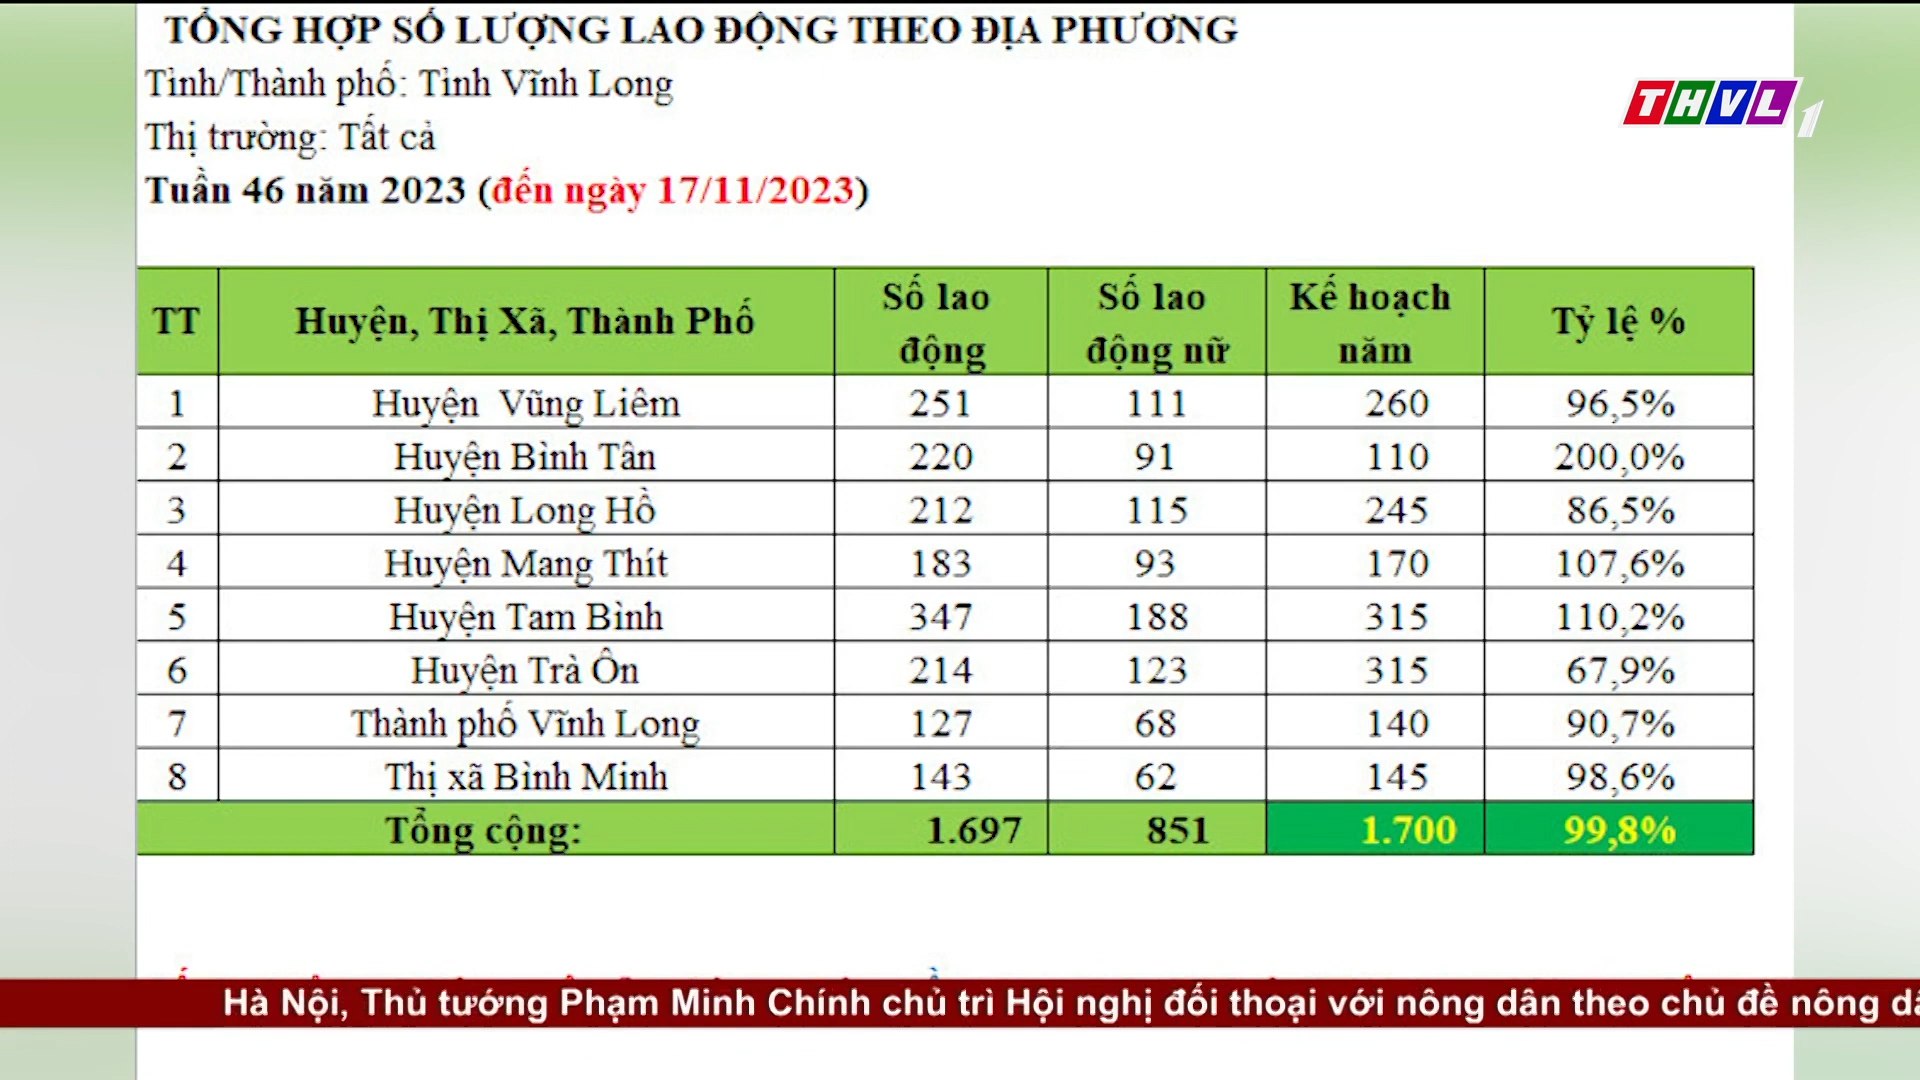 TỔNG HỢP SỐ LƯỢNG LAO ĐỘNG THEO ĐỊA PHƯƠNG
Tỉnh/Thành phố: Tỉnh Vĩnh Long
THVL1
Thị trường: Tất cả
Tuần 46 năm 2023 (đến ngày 17/11/2023)
TT Huyện, Thị Xã, Thành Phố Số lao động Số lao động nữ Kế hoạch năm Tỷ lệ %
1 Huyện Vũng Liêm 251 111 260 96,5%
2 Huyện Bình Tân 220 91 110 200,0%
3 Huyện Long Hồ 212 115 245 86,5%
4 Huyện Mang Thít 183 93 170 107,6%
5 Huyện Tam Bình 347 188 315 110,2%
6 Huyện Trà Ôn 214 123 315 67,9%
7 Thành phố Vĩnh Long 127 68 140 90,7%
8 Thị xã Bình Minh 143 62 145 98,6%
Tổng cộng: 1.697 851 1.700 99,8%
Hà Nội, Thủ tướng Phạm Minh Chính chủ trì Hội nghị đối thoại với nông dân theo chủ đề nông